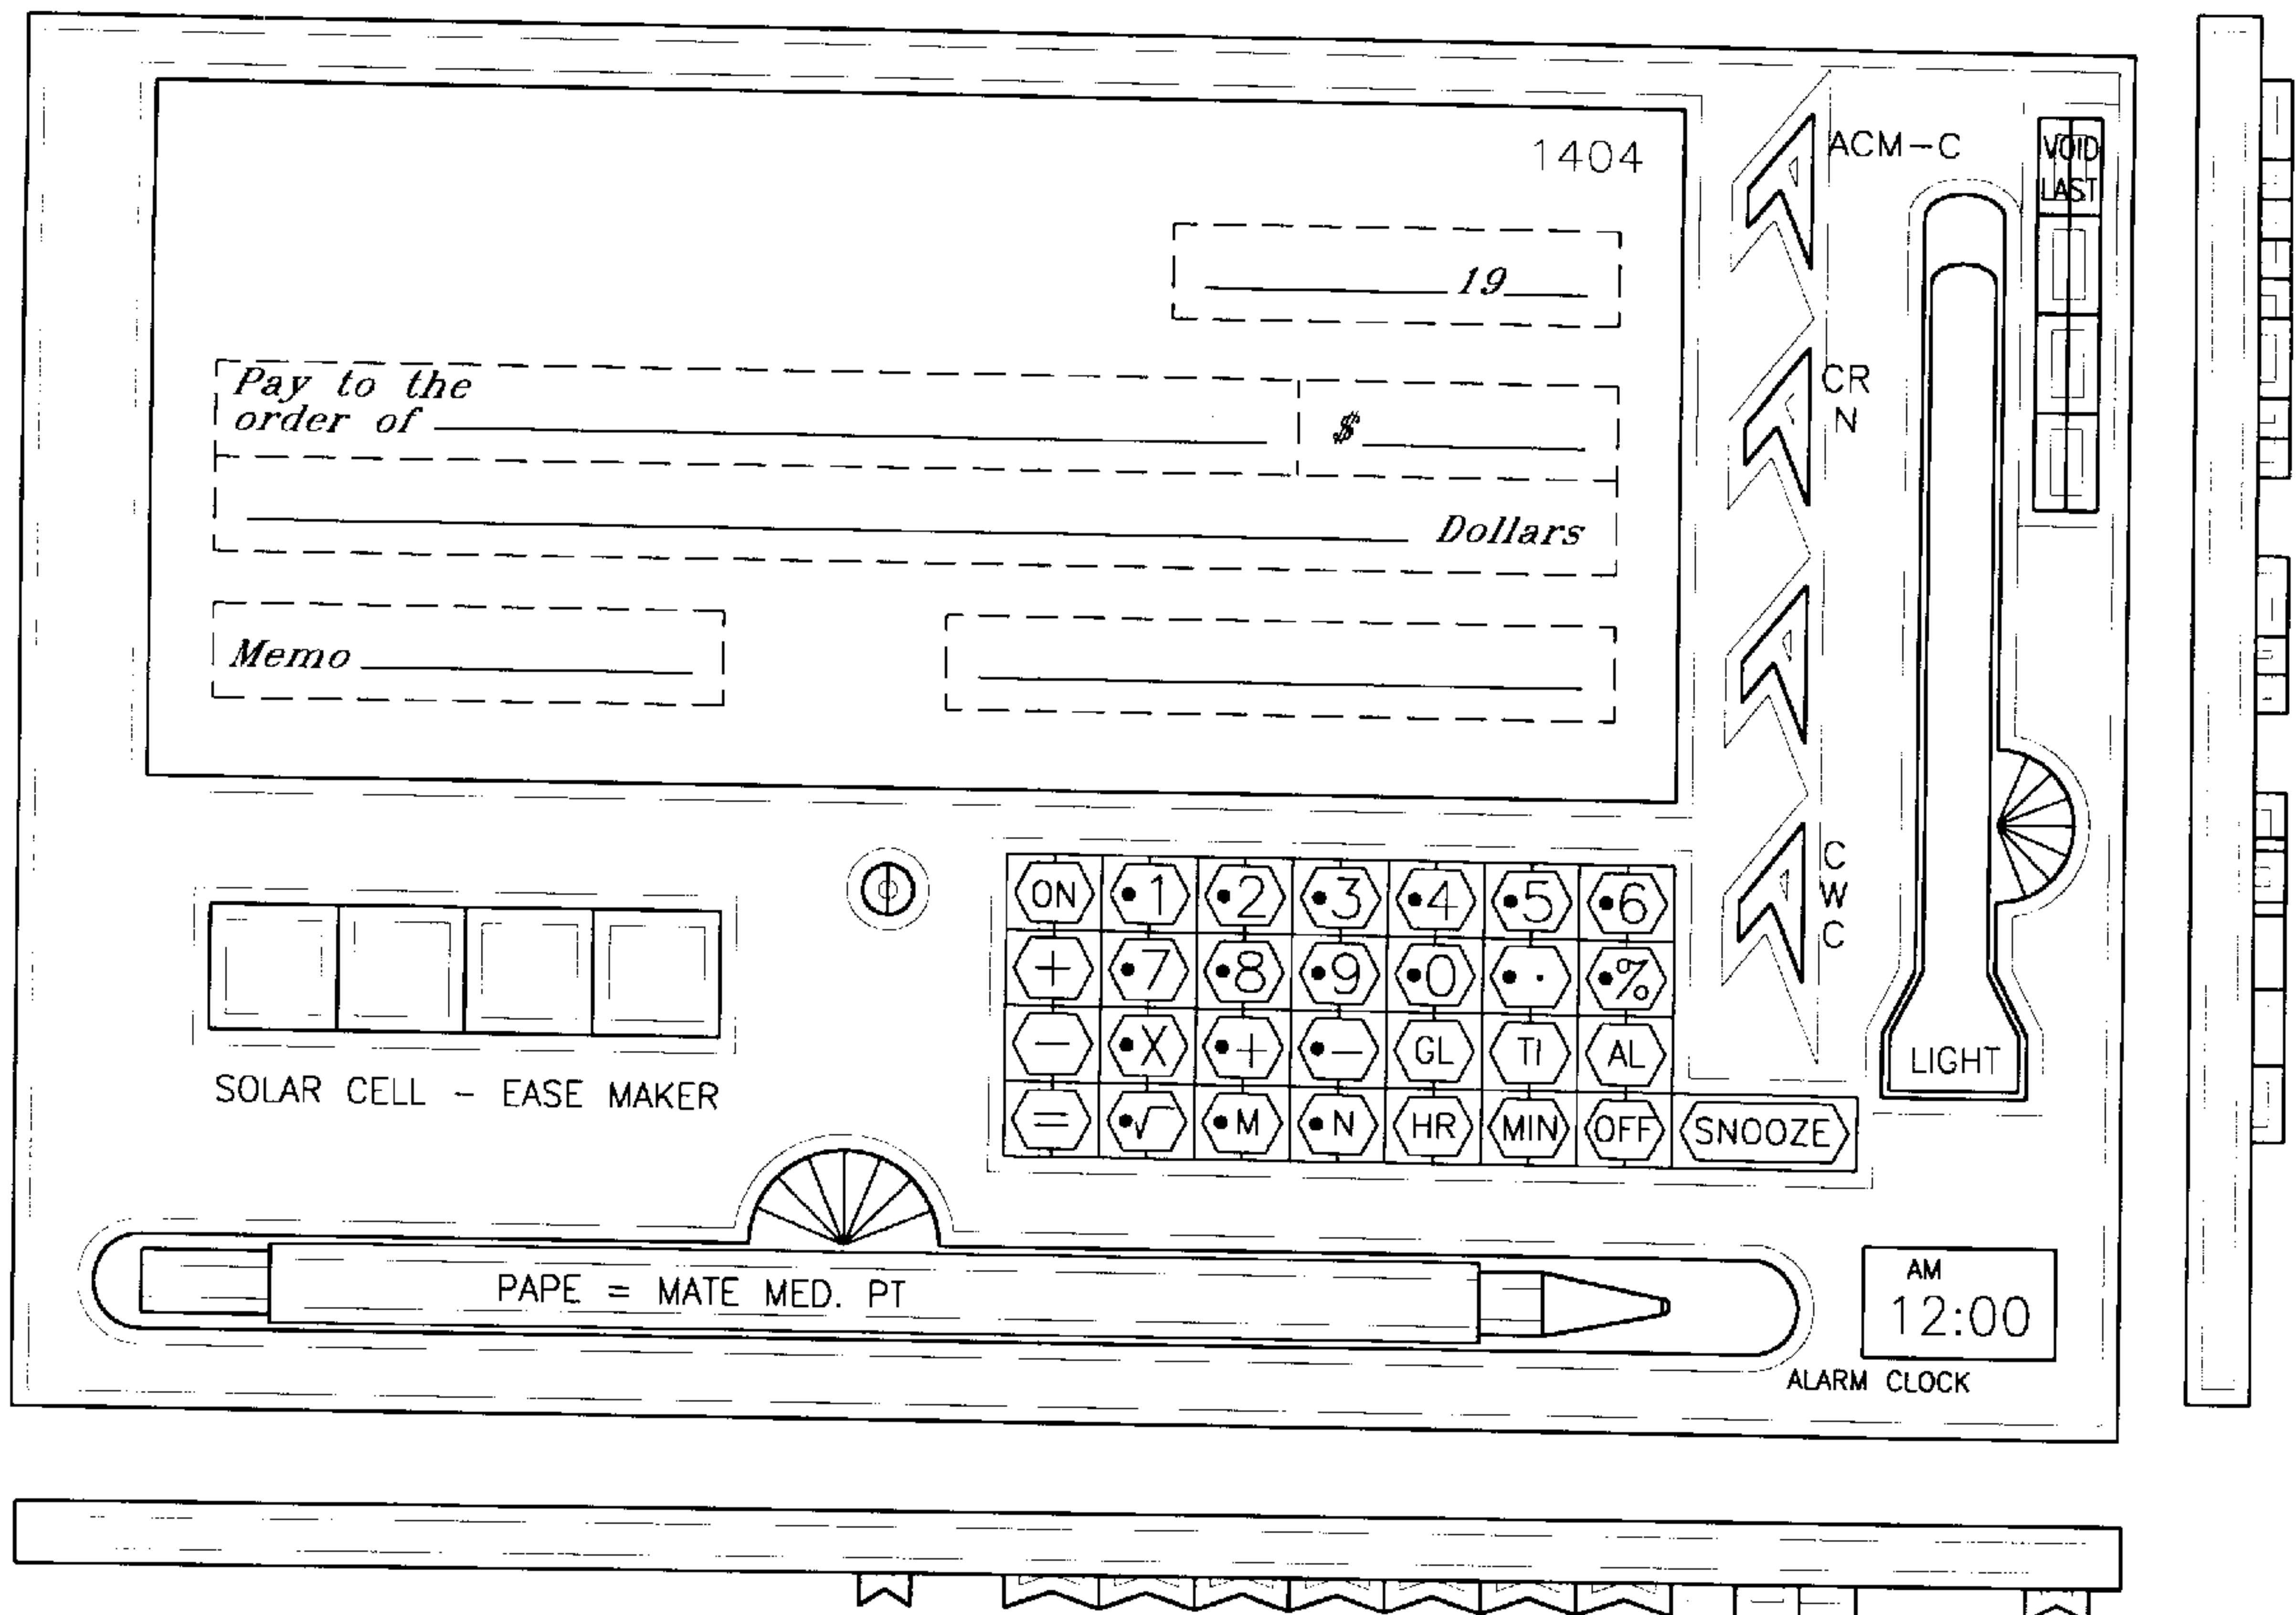 1404
ACM-C
VOID
LAST
19
Pay to the
order of $
CR
N
Dollars
Memo
C
W
C
ON •1 •2 •3 •4 •5 •6
+ •7 •8 •9 •0 •· •%
− •X •+ •− GL TI AL
= •√ •M •N HR MIN OFF SNOOZE
LIGHT
SOLAR CELL - EASE MAKER
PAPE = MATE MED. PT
AM
12:00
ALARM CLOCK